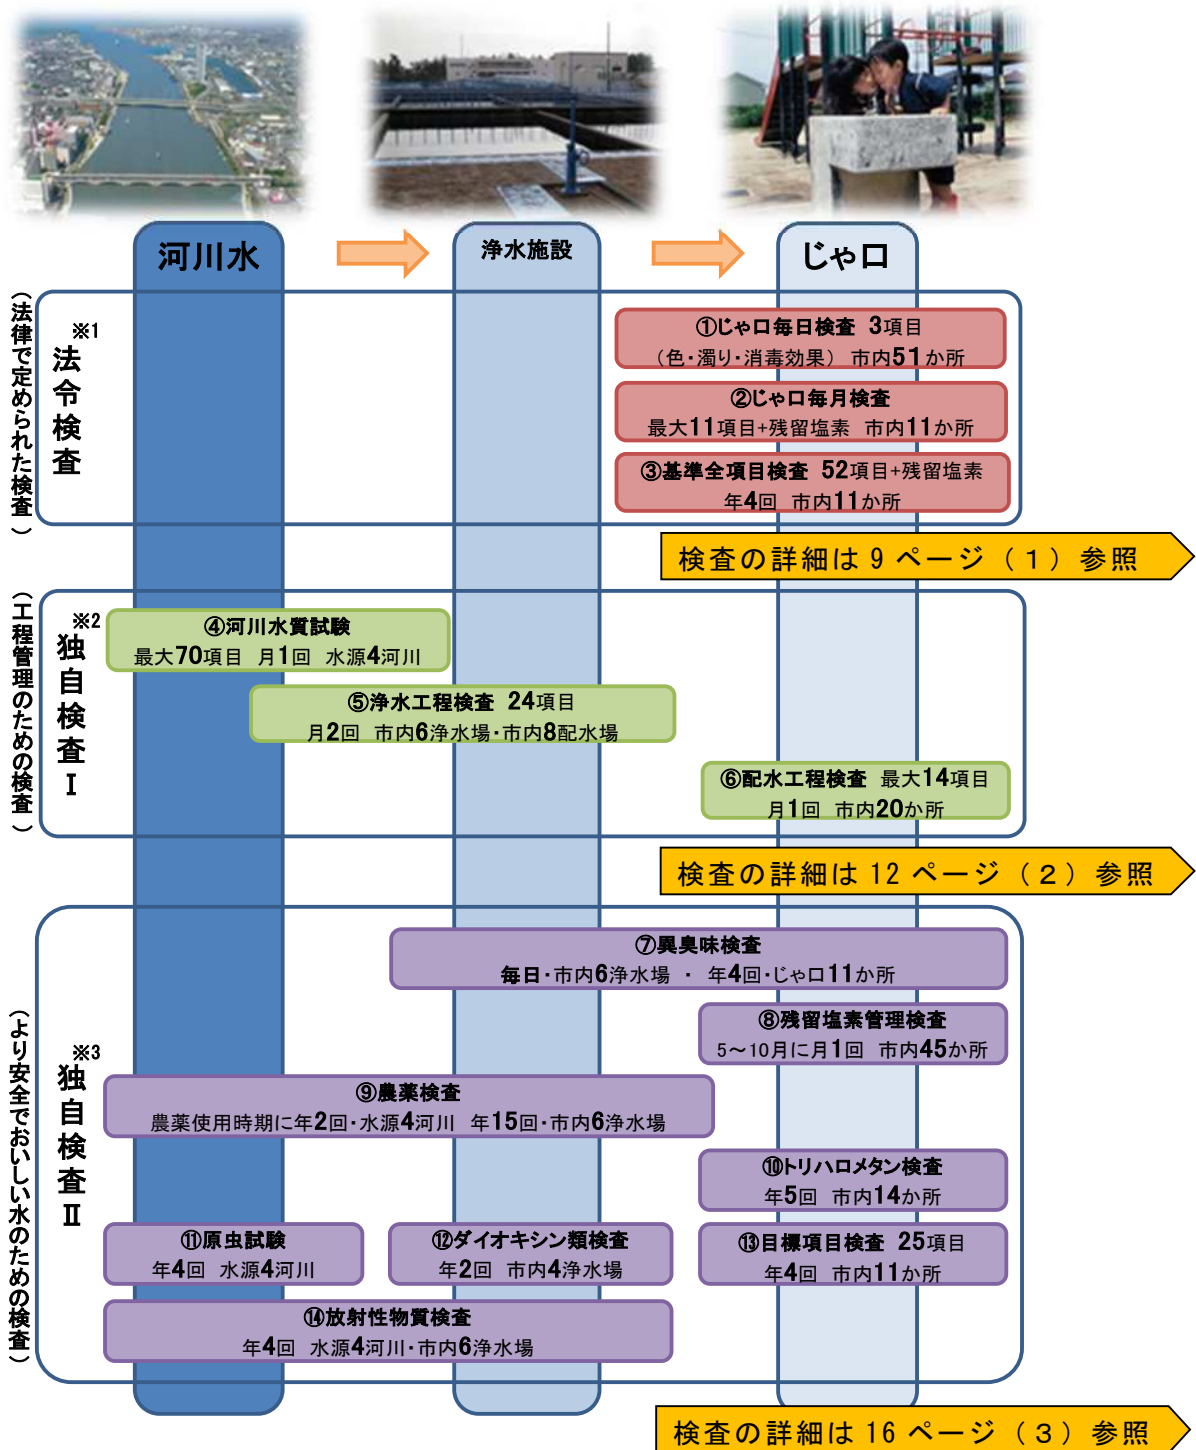 河川水
浄水施設
じゃ口
(法律で定められた検査)
※1
法令検査
①じゃ口毎日検査 3項目
(色・濁り・消毒効果) 市内51か所
②じゃ口毎月検査
最大11項目+残留塩素 市内11か所
③基準全項目検査 52項目+残留塩素
年4回 市内11か所
検査の詳細は9ページ(1)参照
(工程管理のための検査)
※2
独自検査Ⅰ
④河川水質試験
最大70項目 月1回 水源4河川
⑤浄水工程検査 24項目
月2回 市内6浄水場・市内8配水場
⑥配水工程検査 最大14項目
月1回 市内20か所
検査の詳細は12ページ(2)参照
(より安全でおいしい水のための検査)
※3
独自検査Ⅱ
⑦異臭味検査
毎日・市内6浄水場 ・ 年4回・じゃ口11か所
⑧残留塩素管理検査
5~10月に月1回 市内45か所
⑨農薬検査
農薬使用時期に年2回・水源4河川 年15回・市内6浄水場
⑩トリハロメタン検査
年5回 市内14か所
⑪原虫試験
年4回 水源4河川
⑫ダイオキシン類検査
年2回 市内4浄水場
⑬目標項目検査 25項目
年4回 市内11か所
⑭放射性物質検査
年4回 水源4河川・市内6浄水場
検査の詳細は16ページ(3)参照